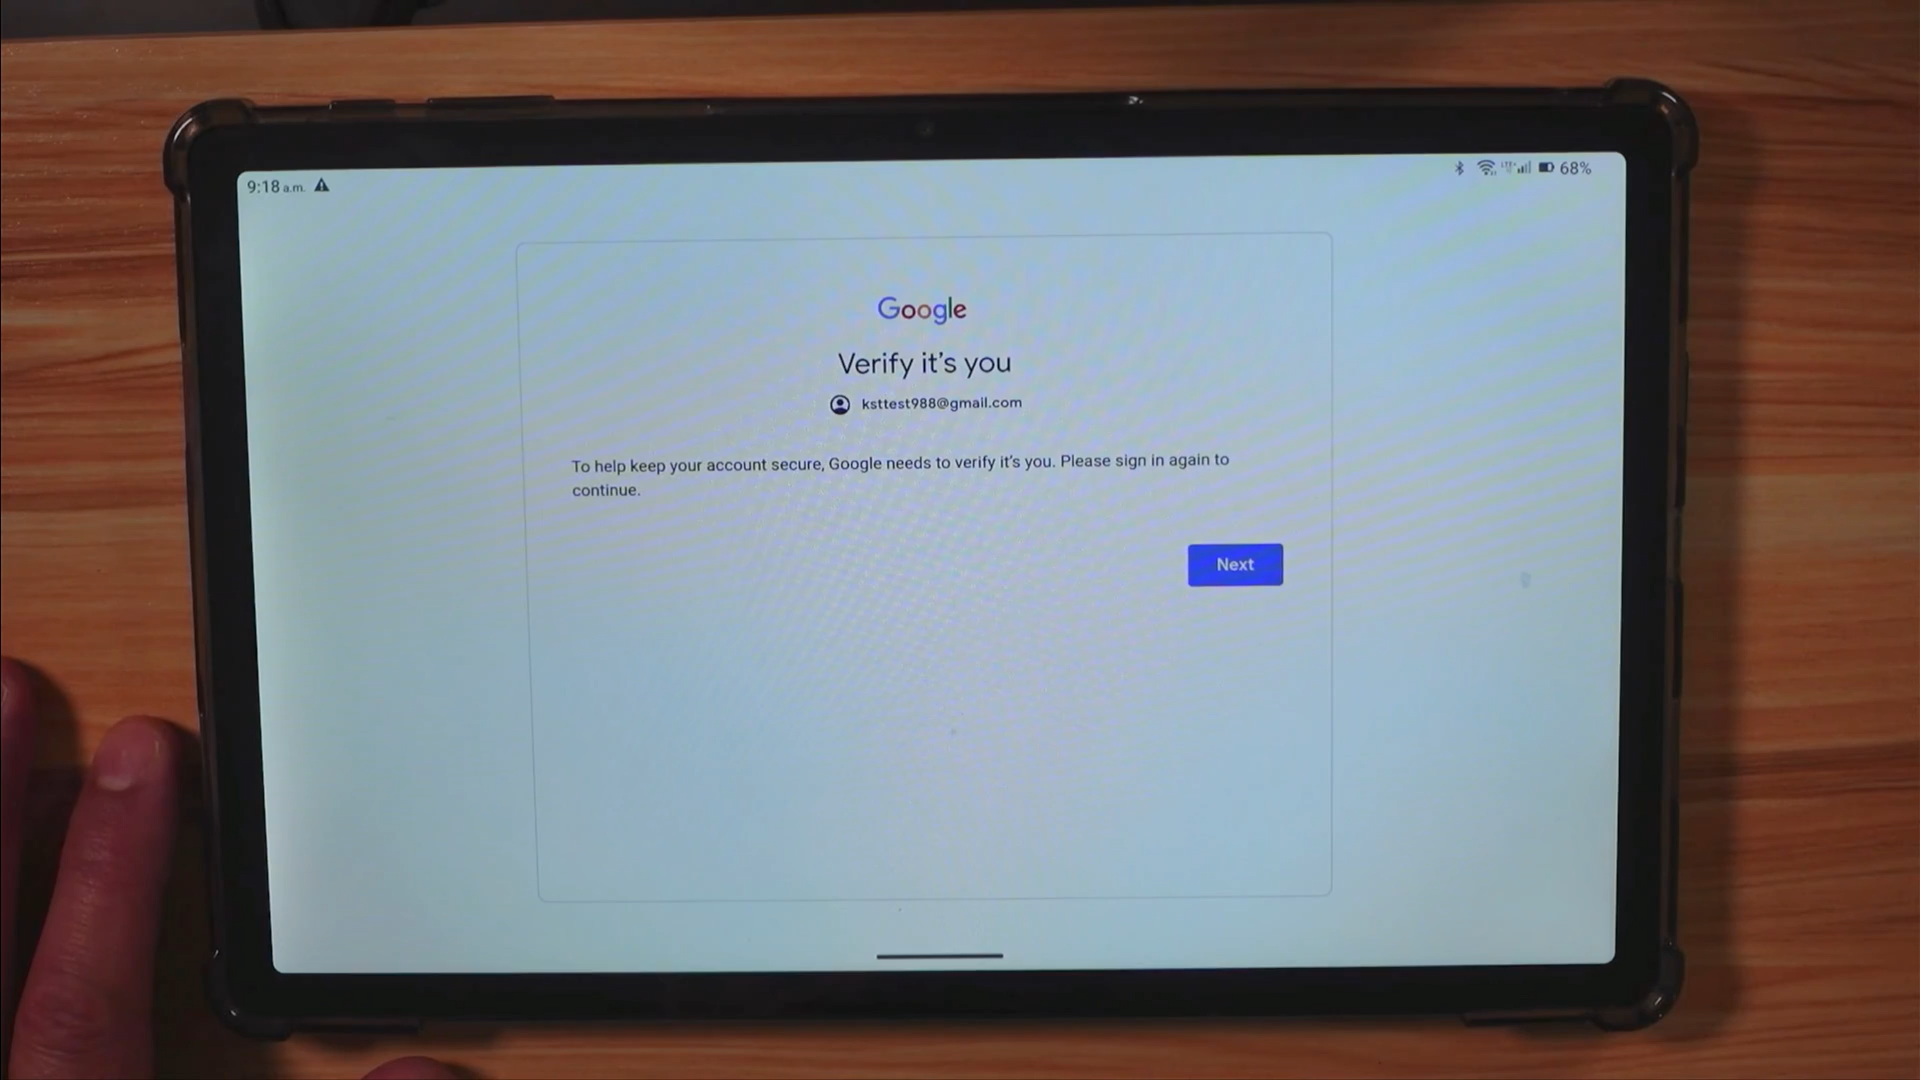 9:18 a.m.
68%
Google
Verify it's you
ksttest988@gmail.com
To help keep your account secure, Google needs to verify it's you. Please sign in again to
continue.
Next